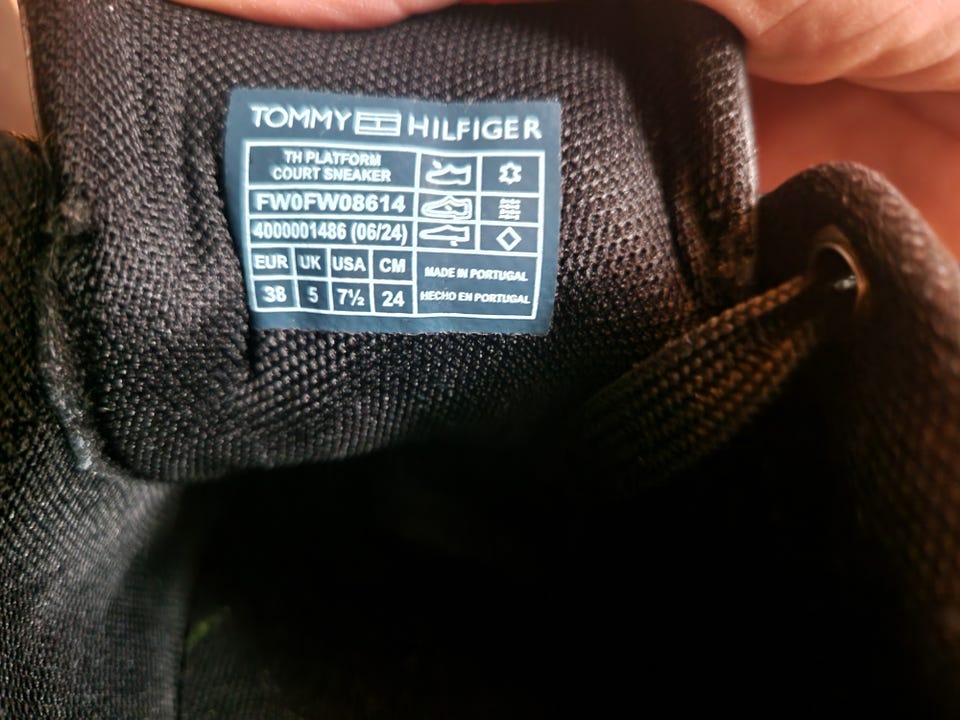 TOMMY HILFIGER
TH PLATFORM
COURT SNEAKER
FW0FW08614
4000001486 (06/24)
EUR UK USA CM
38 5 7½ 24
MADE IN PORTUGAL
HECHO EN PORTUGAL